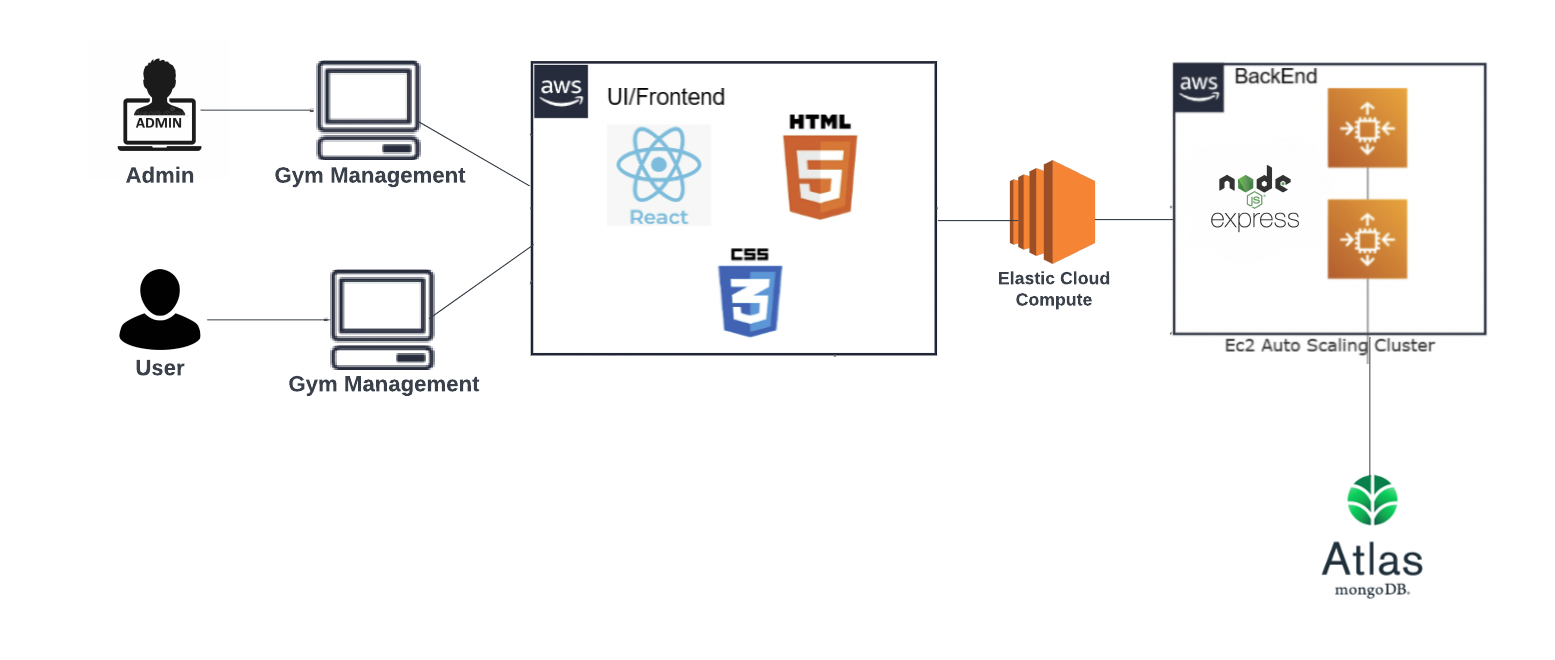 ADMIN
Admin
Gym Management
User
Gym Management
aws
UI/Frontend
React
HTML
5
CSS
3
Elastic Cloud
Compute
aws
BackEnd
node
JS
express
Ec2 Auto Scaling Cluster
Atlas
mongoDB.